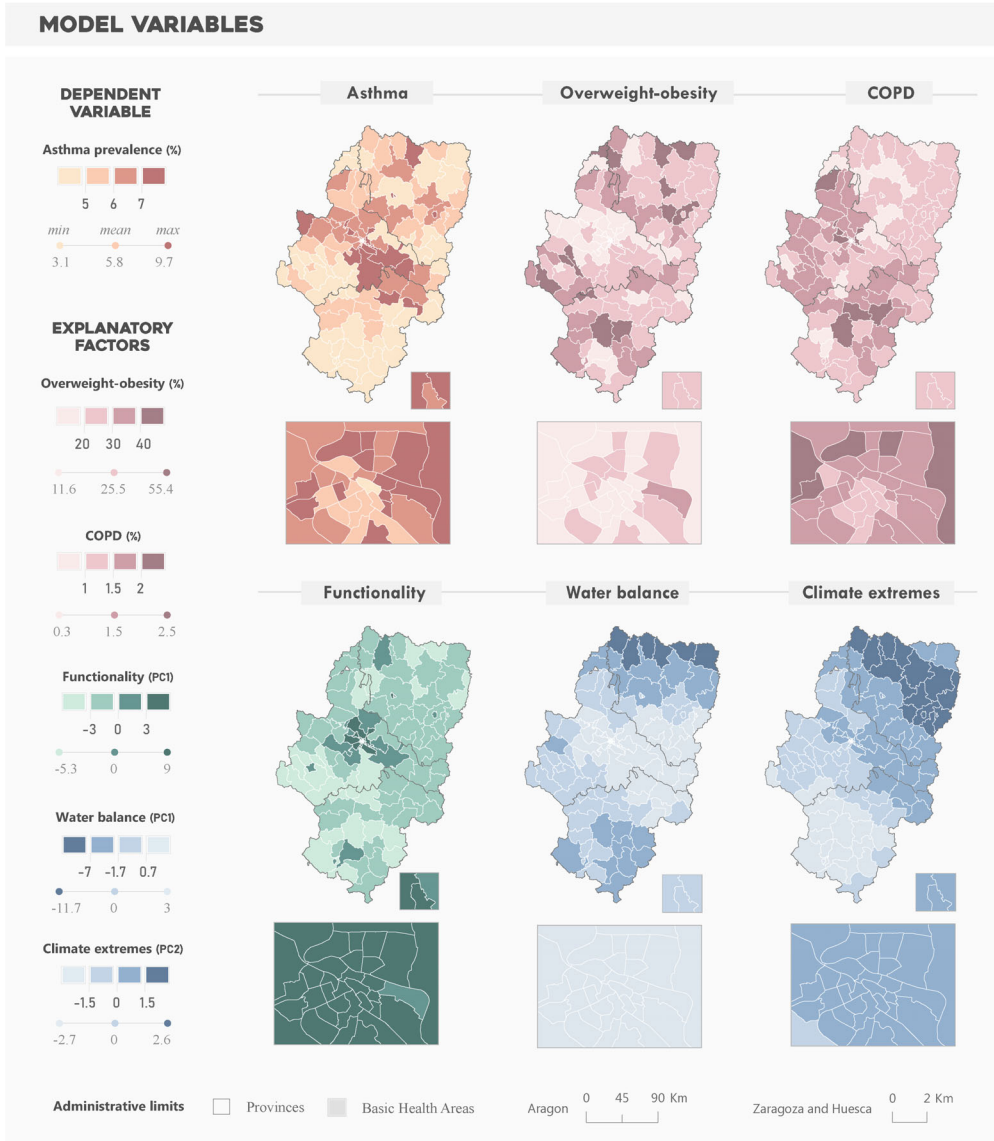 MODEL VARIABLES
DEPENDENT
VARIABLE
Asthma prevalence (%)
5 6 7
min mean max
3.1 5.8 9.7
EXPLANATORY
FACTORS
Overweight-obesity (%)
20 30 40
11.6 25.5 55.4
COPD (%)
1 1.5 2
0.3 1.5 2.5
Functionality (PC1)
-3 0 3
-5.3 0 9
Water balance (PC1)
-7 -1.7 0.7
-11.7 0 3
Climate extremes (PC2)
-1.5 0 1.5
-2.7 0 2.6
Asthma Overweight-obesity COPD
Functionality Water balance Climate extremes
Administrative limits Provinces Basic Health Areas
Aragon 0 45 90 Km
Zaragoza and Huesca 0 2 Km